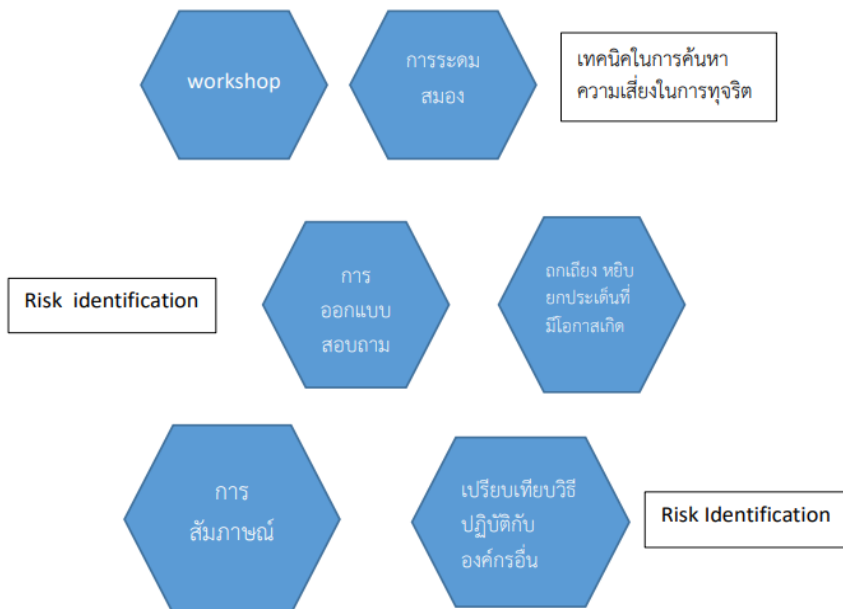 workshop
การระดม
สมอง
เทคนิคในการค้นหา
ความเสี่ยงในการทุจริต
Risk identification
การ
ออกแบบ
สอบถาม
ถกเถียง หยิบ
ยกประเด็นที่
มีโอกาสเกิด
การ
สัมภาษณ์
เปรียบเทียบวิธี
ปฏิบัติกับ
องค์กรอื่น
Risk Identification